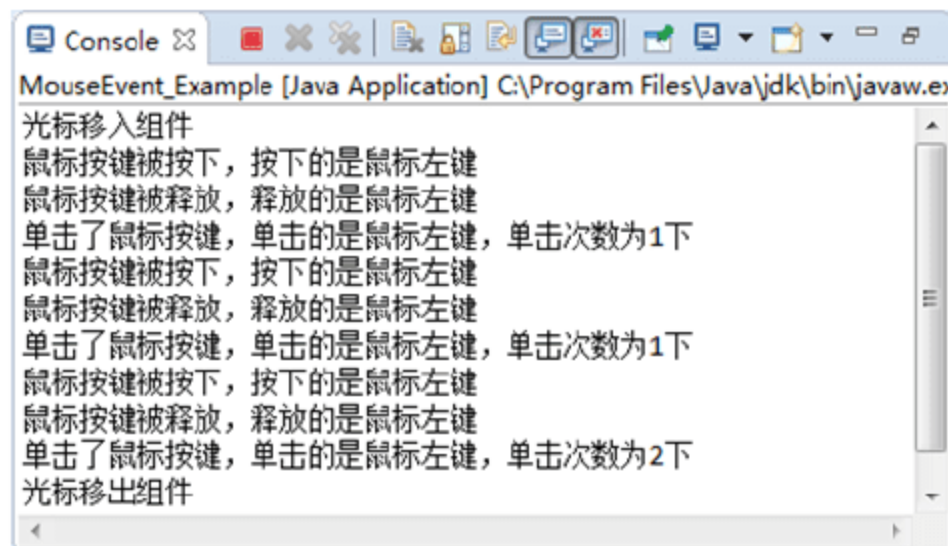 Console
MouseEvent_Example [Java Application] C:\Program Files\Java\jdk\bin\javaw.ex
光标移入组件
鼠标按键被按下，按下的是鼠标左键
鼠标按键被释放，释放的是鼠标左键
单击了鼠标按键，单击的是鼠标左键，单击次数为1下
鼠标按键被按下，按下的是鼠标左键
鼠标按键被释放，释放的是鼠标左键
单击了鼠标按键，单击的是鼠标左键，单击次数为1下
鼠标按键被按下，按下的是鼠标左键
鼠标按键被释放，释放的是鼠标左键
单击了鼠标按键，单击的是鼠标左键，单击次数为2下
光标移出组件